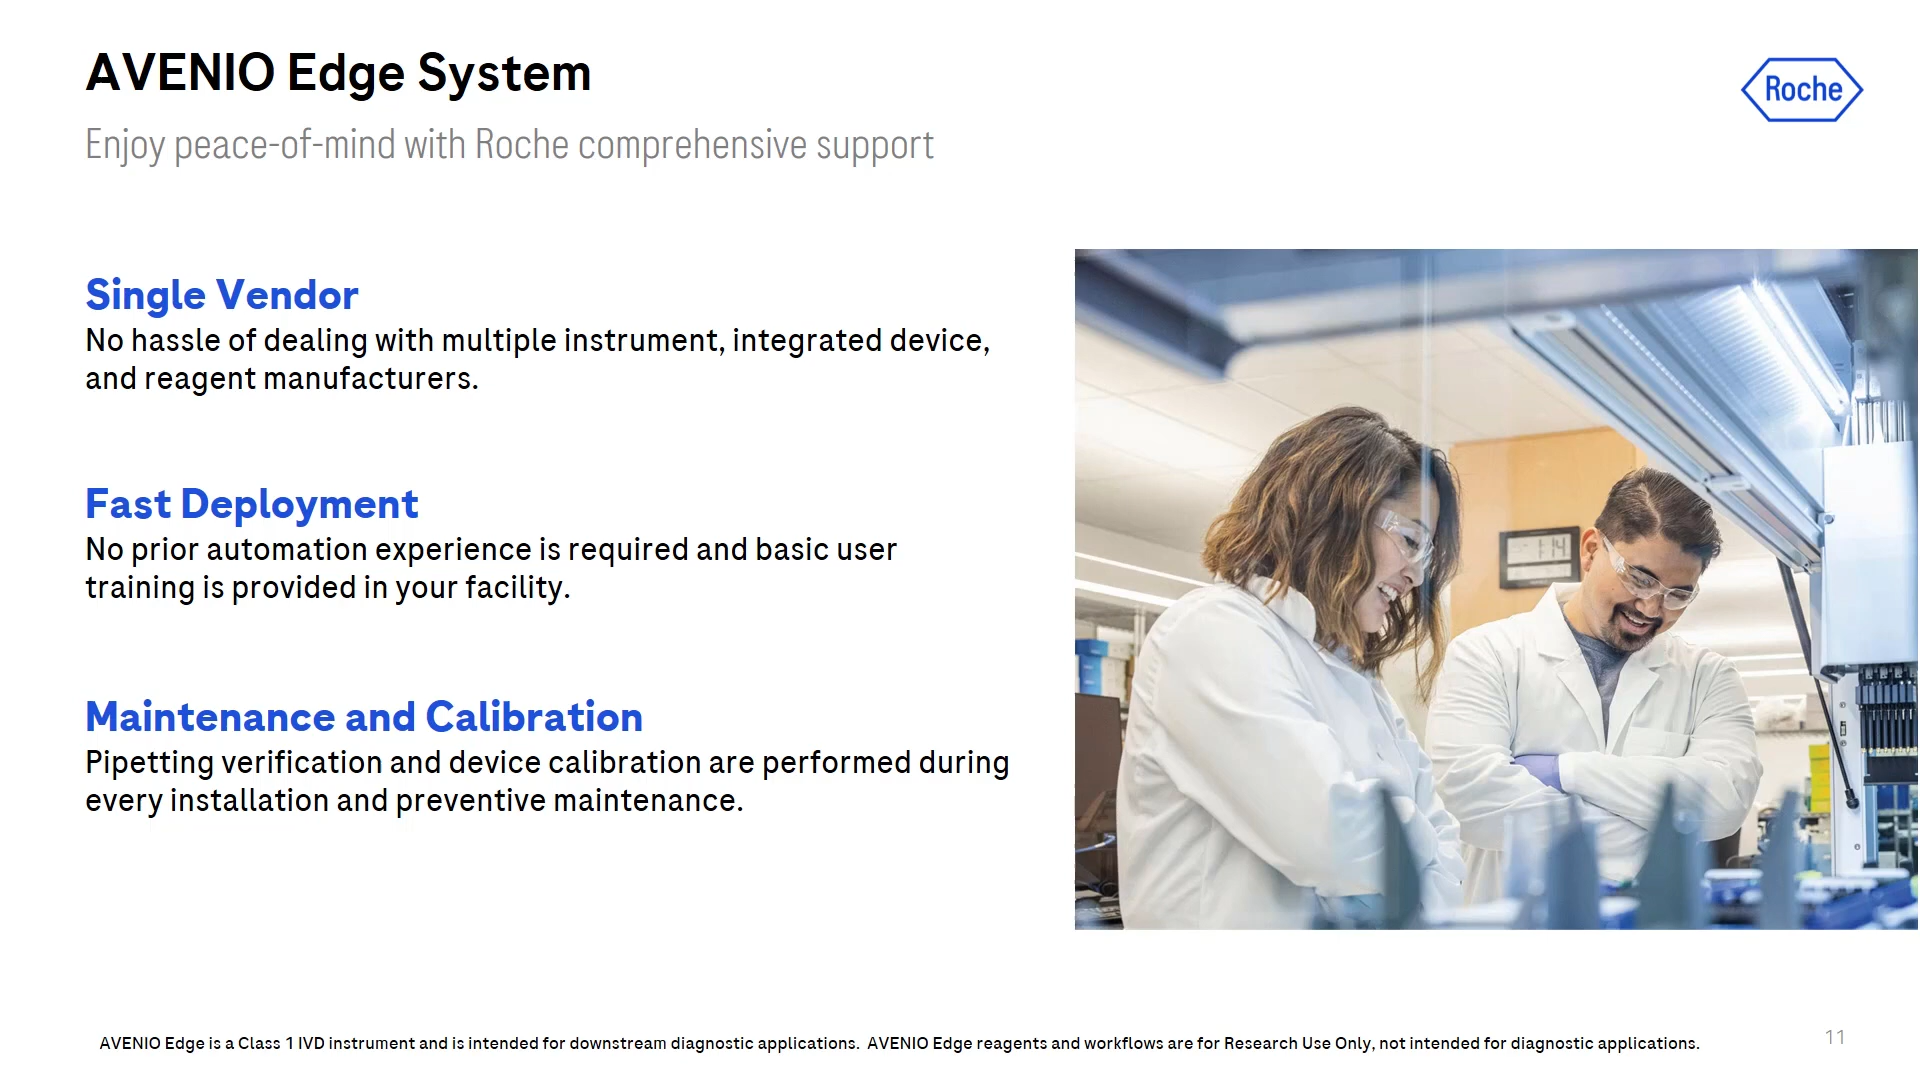 AVENIO Edge System
Roche
Enjoy peace-of-mind with Roche comprehensive support
Single Vendor
No hassle of dealing with multiple instrument, integrated device,
and reagent manufacturers.
Fast Deployment
No prior automation experience is required and basic user
training is provided in your facility.
Maintenance and Calibration
Pipetting verification and device calibration are performed during
every installation and preventive maintenance.
AVENIO Edge is a Class 1 IVD instrument and is intended for downstream diagnostic applications. AVENIO Edge reagents and workflows are for Research Use Only, not intended for diagnostic applications.
11